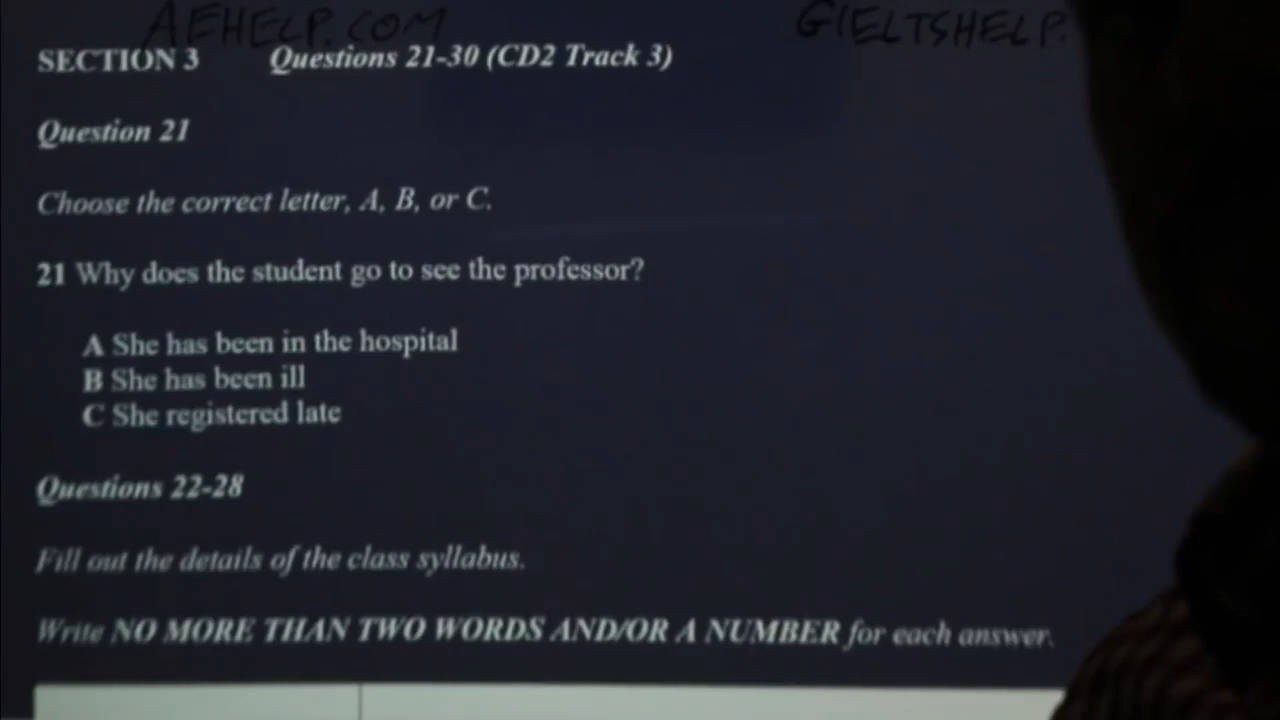 AEHELP.COM GIELTSHELP.
SECTION 3 Questions 21-30 (CD2 Track 3)
Question 21
Choose the correct letter, A, B, or C.
21 Why does the student go to see the professor?
A She has been in the hospital
B She has been ill
C She registered late
Questions 22-28
Fill out the details of the class syllabus.
Write NO MORE THAN TWO WORDS AND/OR A NUMBER for each answer.